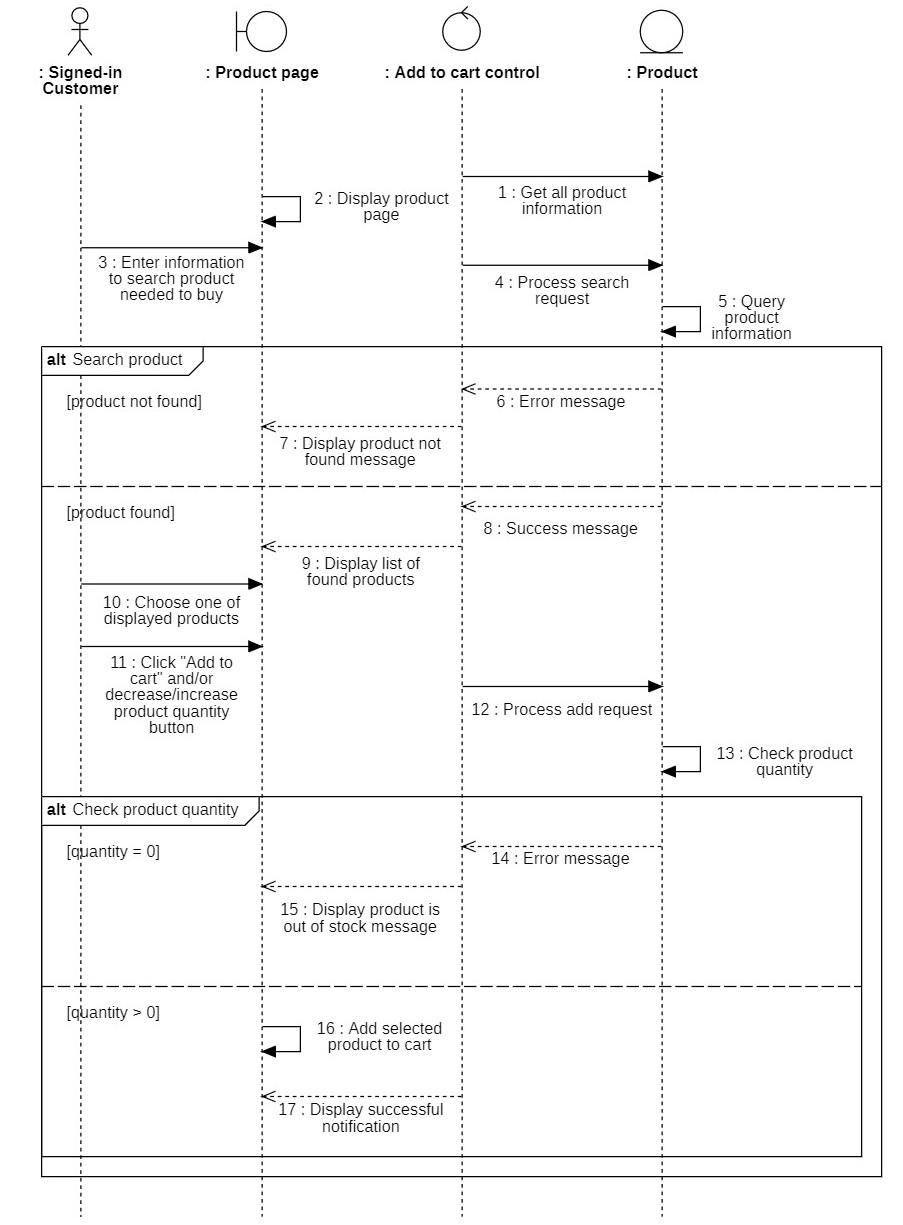 : Signed-in
Customer
: Product page
: Add to cart control
: Product
1 : Get all product
information
2 : Display product
page
3 : Enter information
to search product
needed to buy
4 : Process search
request
5 : Query
product
information
alt Search product
[product not found]
6 : Error message
7 : Display product not
found message
[product found]
8 : Success message
9 : Display list of
found products
10 : Choose one of
displayed products
11 : Click "Add to
cart" and/or
decrease/increase
product quantity
button
12 : Process add request
13 : Check product
quantity
alt Check product quantity
[quantity = 0]
14 : Error message
15 : Display product is
out of stock message
[quantity > 0]
16 : Add selected
product to cart
17 : Display successful
notification